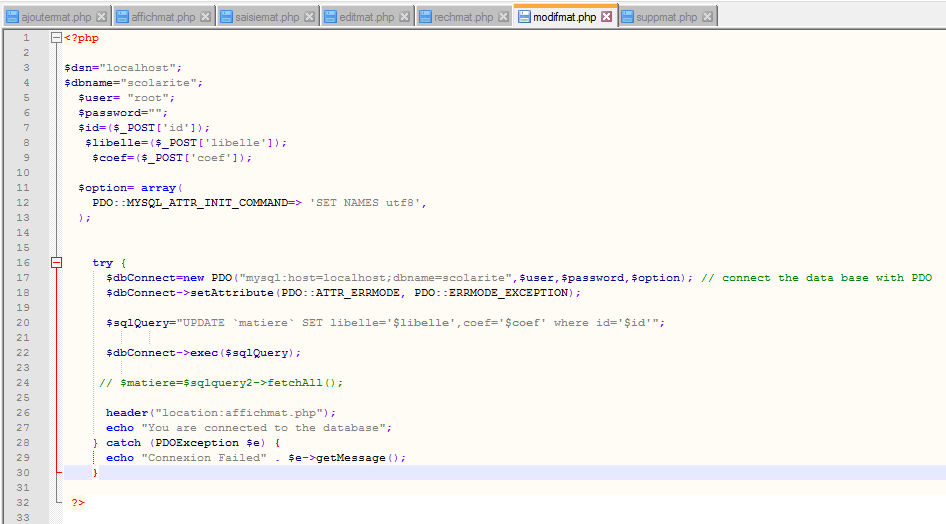 ajoutermat.php affichmat.php saisiemat.php editmat.php rechmat.php modifmat.php suppmat.php
1 <?php
2
3 $dsn="localhost";
4 $dbname="scolarite";
5 $user= "root";
6 $password="";
7 $id=($_POST['id']);
8 $libelle=($_POST['libelle']);
9 $coef=($_POST['coef']);
10
11 $option= array(
12 PDO::MYSQL_ATTR_INIT_COMMAND=> 'SET NAMES utf8',
13 );
14
15
16 try {
17 $dbConnect=new PDO("mysql:host=localhost;dbname=scolarite",$user,$password,$option); // connect the data base with PDO
18 $dbConnect->setAttribute(PDO::ATTR_ERRMODE, PDO::ERRMODE_EXCEPTION);
19
20 $sqlQuery="UPDATE `matiere` SET libelle='$libelle',coef='$coef' where id='$id'";
21
22 $dbConnect->exec($sqlQuery);
23
24 // $matiere=$sqlquery2->fetchAll();
25
26 header("location:affichmat.php");
27 echo "You are connected to the database";
28 } catch (PDOException $e) {
29 echo "Connexion Failed" . $e->getMessage();
30 }
31
32 ?>
33